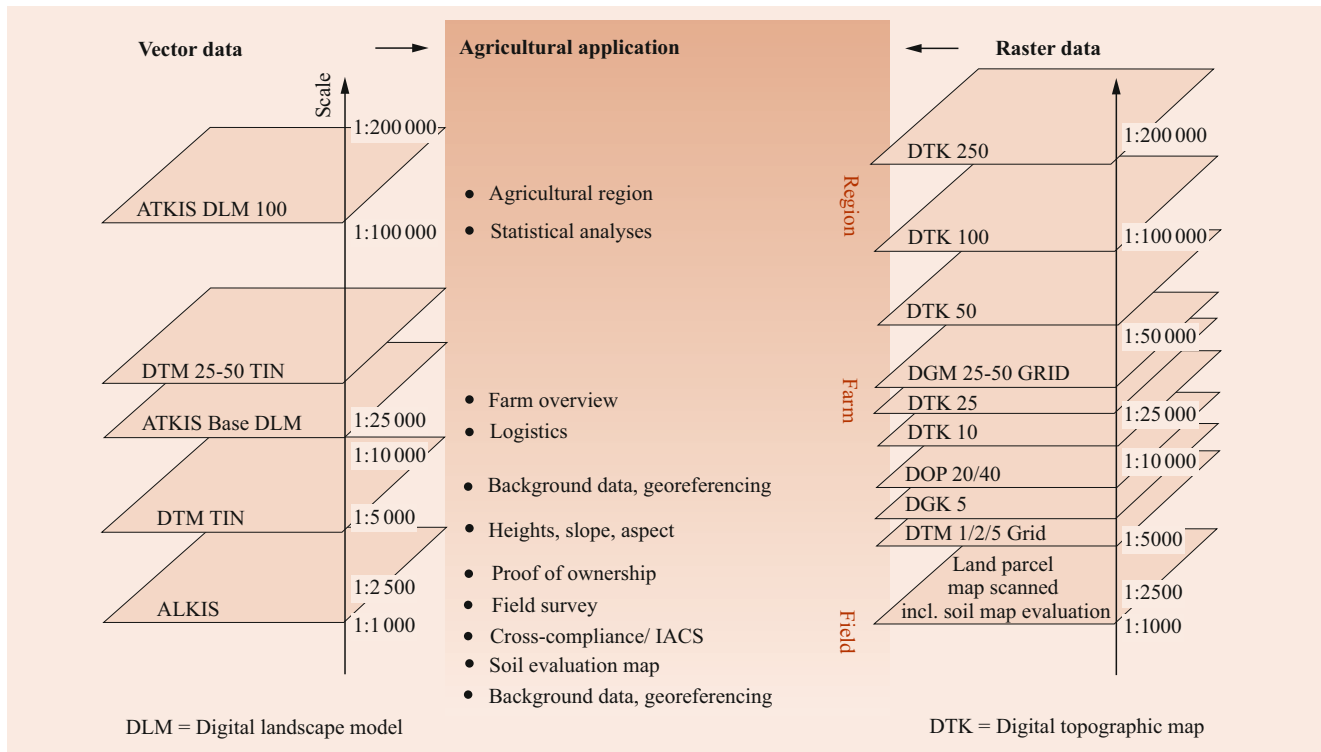 Vector data
Agricultural application
Raster data
Scale
1:200 000
ATKIS DLM 100
1:100 000
DTM 25-50 TIN
ATKIS Base DLM
1:25 000
1:10 000
DTM TIN
1:5 000
1:2 500
ALKIS
1:1 000
• Agricultural region
• Statistical analyses
• Farm overview
• Logistics
• Background data, georeferencing
• Heights, slope, aspect
• Proof of ownership
• Field survey
• Cross-compliance/ IACS
• Soil evaluation map
• Background data, georeferencing
Region
Farm
Field
1:200 000
DTK 250
DTK 100
1:100 000
DTK 50
1:50 000
DGM 25-50 GRID
DTK 25
1:25 000
DTK 10
1:10 000
DOP 20/40
DGK 5
DTM 1/2/5 Grid
1:5000
Land parcel
map scanned
incl. soil map evaluation
1:2500
1:1000
DLM = Digital landscape model
DTK = Digital topographic map